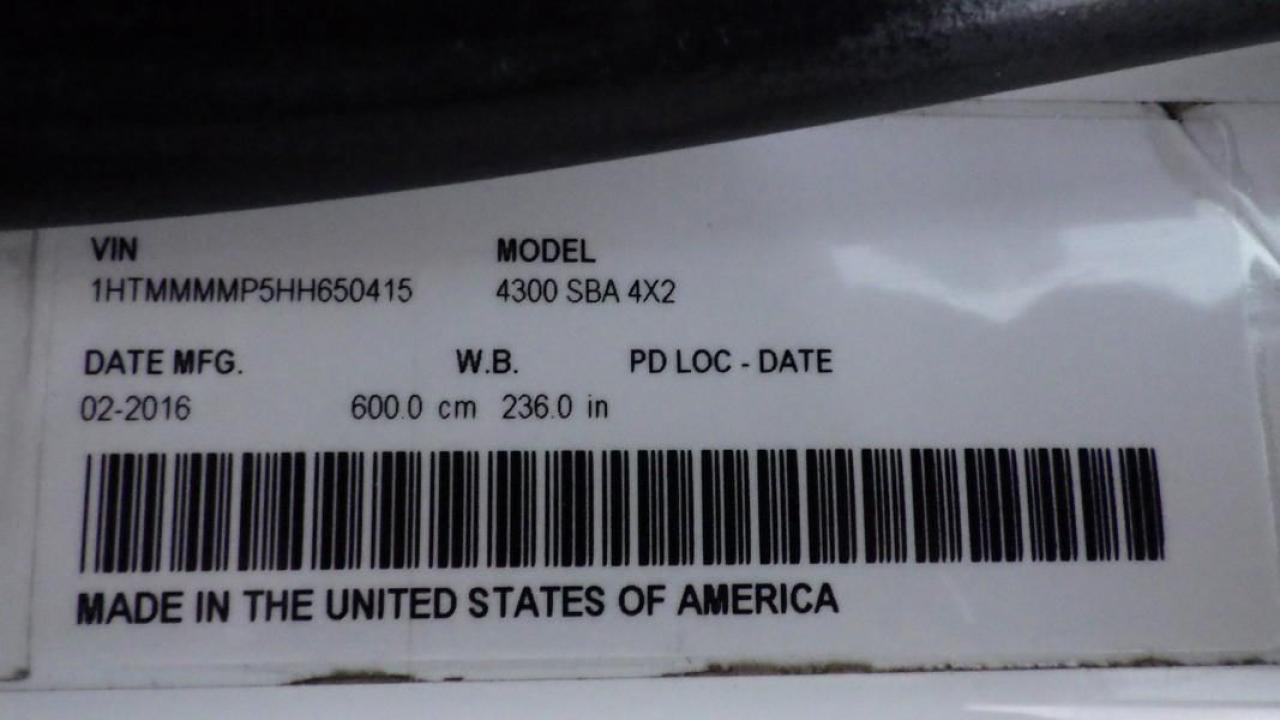 VIN MODEL
1HTMMMMP5HH650415 4300 SBA 4X2
DATE MFG. W.B. PD LOC - DATE
02-2016 600.0 cm 236.0 in
MADE IN THE UNITED STATES OF AMERICA